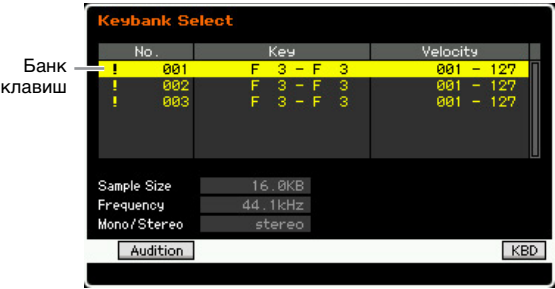 Keybank Select
No. Key Velocity
Банк
клавиш
! 001 F 3 – F 3 001 – 127
! 002 F 3 – F 3 001 – 127
! 003 F 3 – F 3 001 – 127
Sample Size 16.0KB
Frequency 44.1kHz
Mono/Stereo stereo
Audition KBD